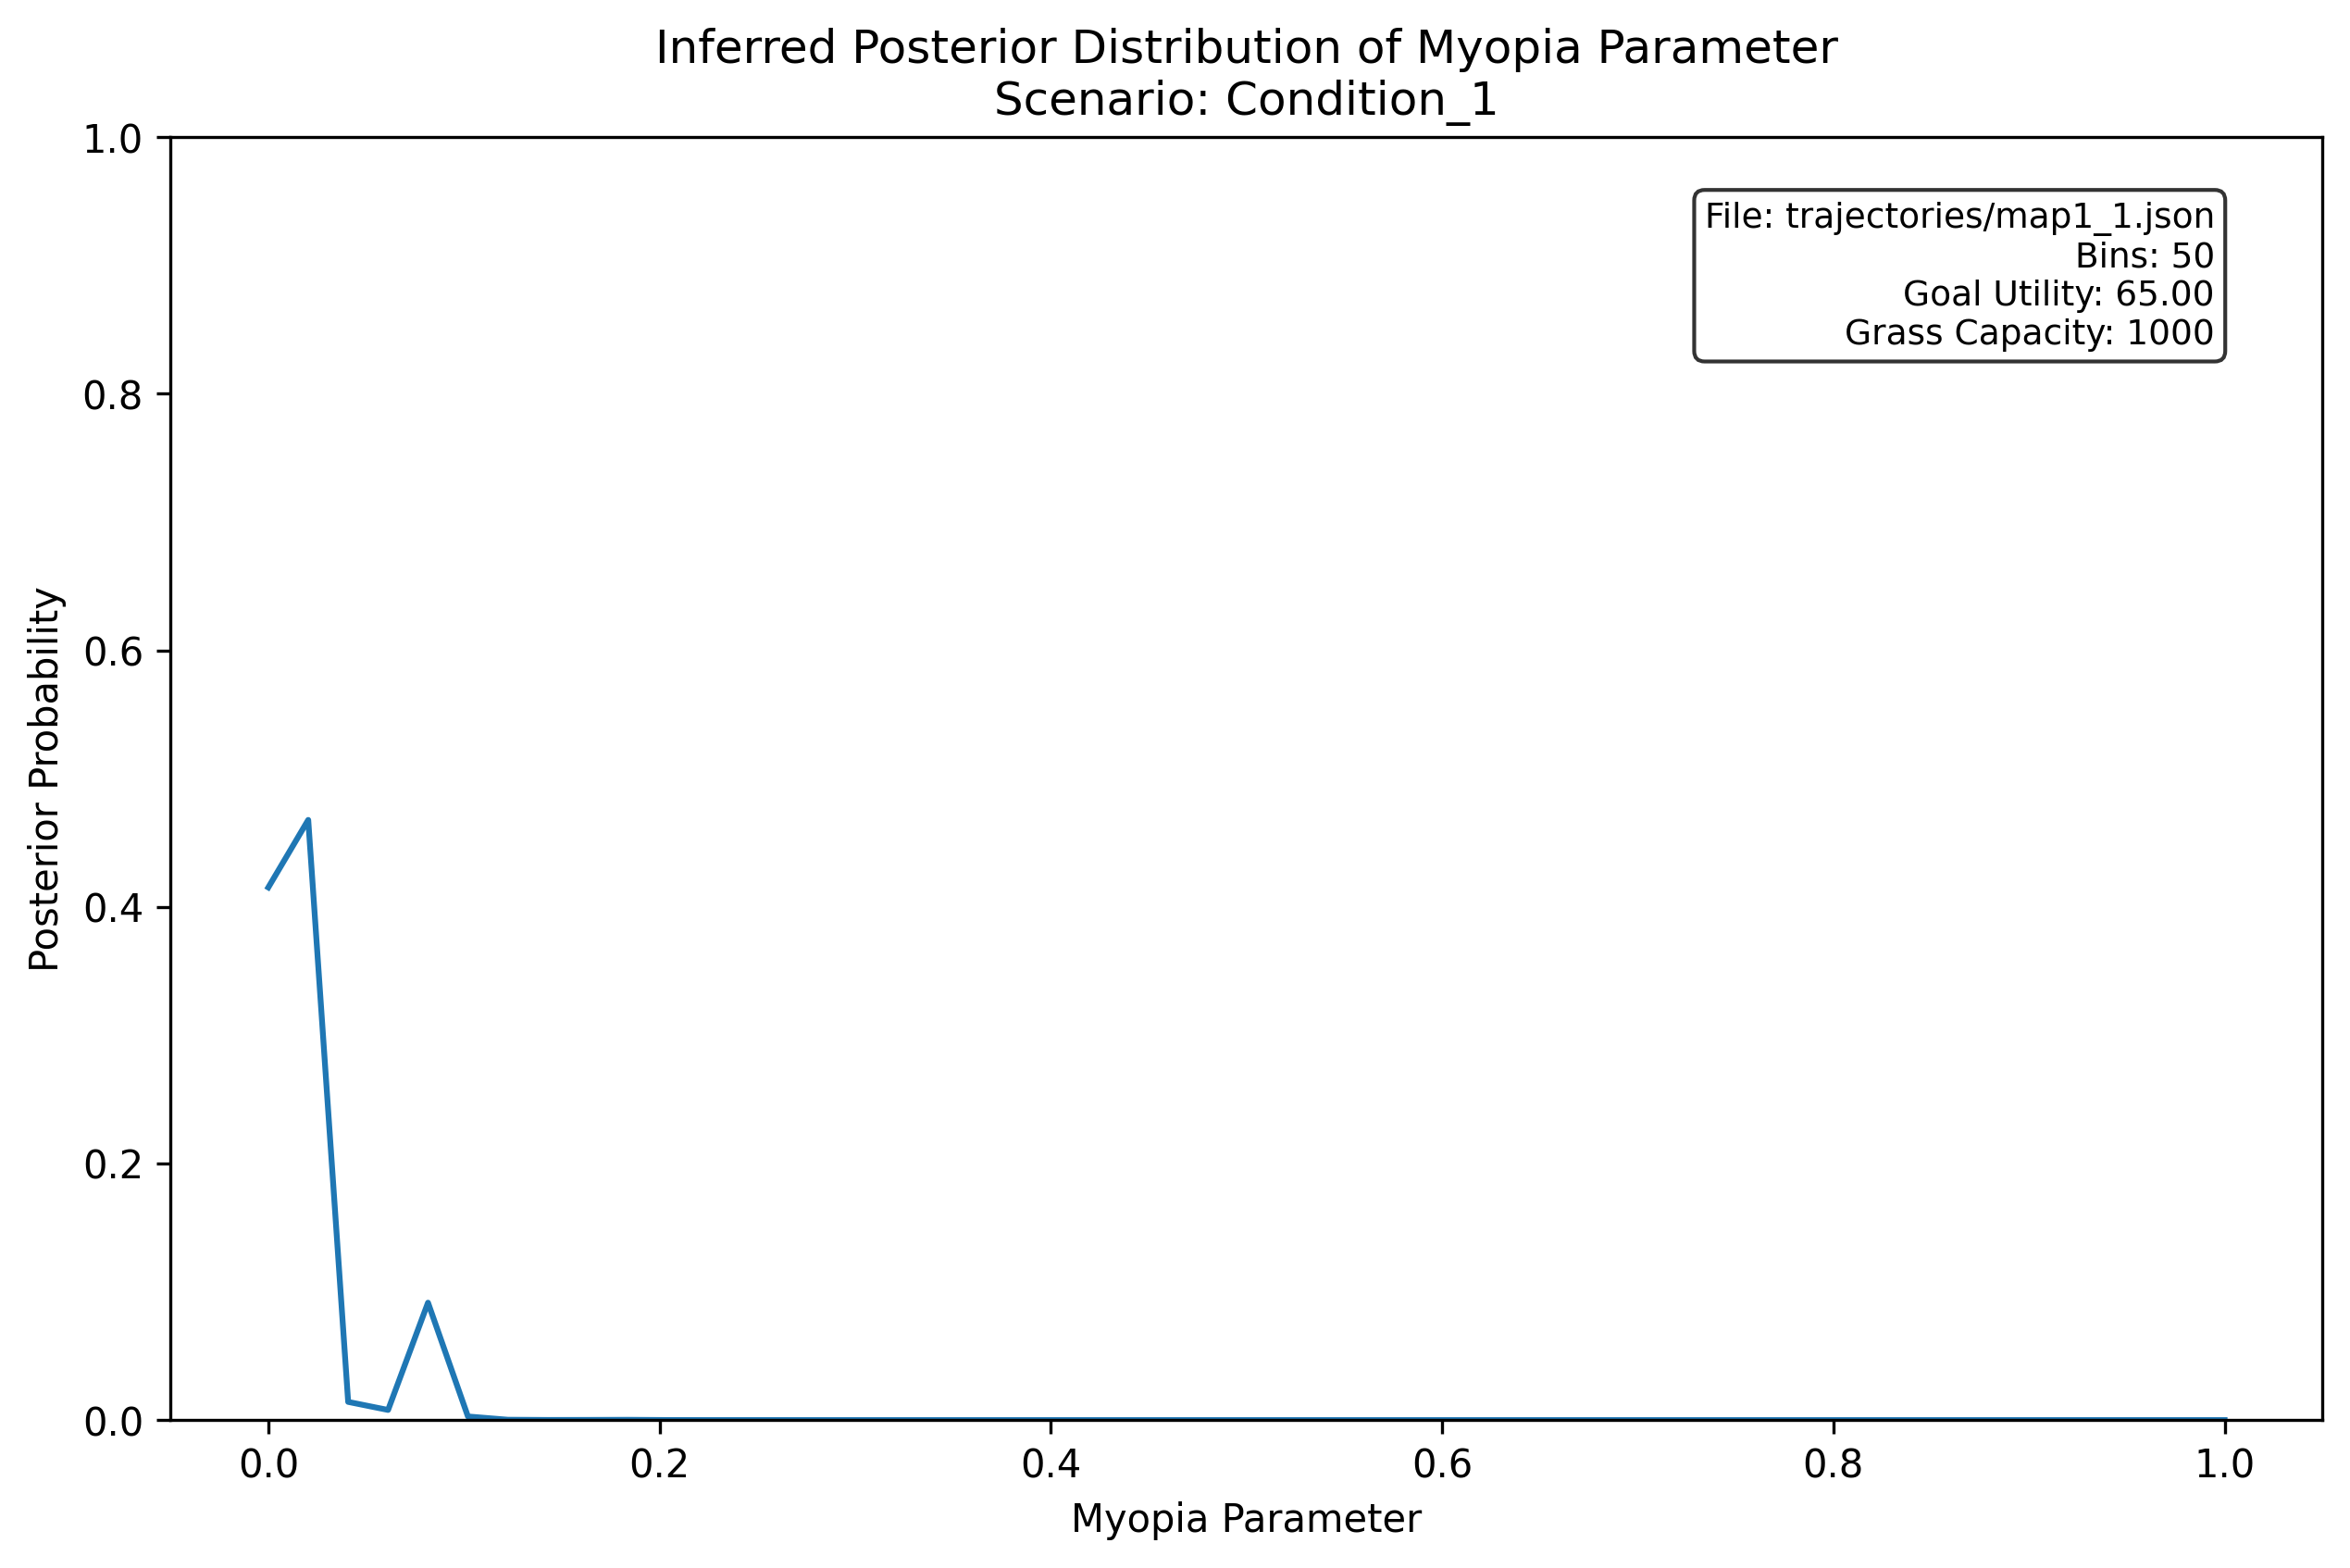 Inferred Posterior Distribution of Myopia Parameter
Scenario: Condition_1
File: trajectories/map1_1.json
Bins: 50
Goal Utility: 65.00
Grass Capacity: 1000
Posterior Probability
1.0
0.8
0.6
0.4
0.2
0.0
0.0 0.2 0.4 0.6 0.8 1.0
Myopia Parameter